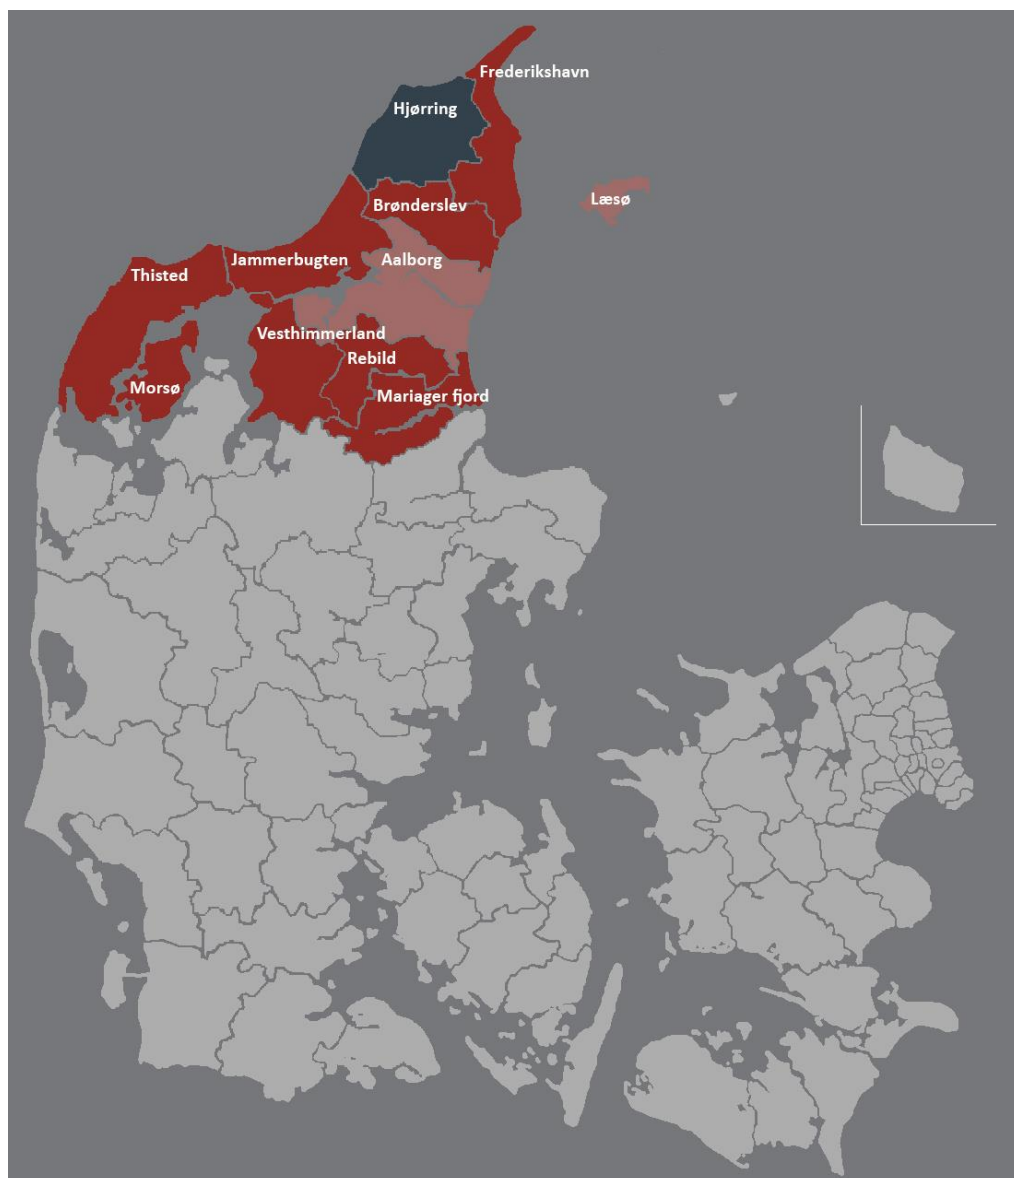 Frederikshavn
Hjørring
Læsø
Brønderslev
Aalborg
Jammerbugten
Thisted
Vesthimmerland
Rebild
Morsø
Mariager fjord